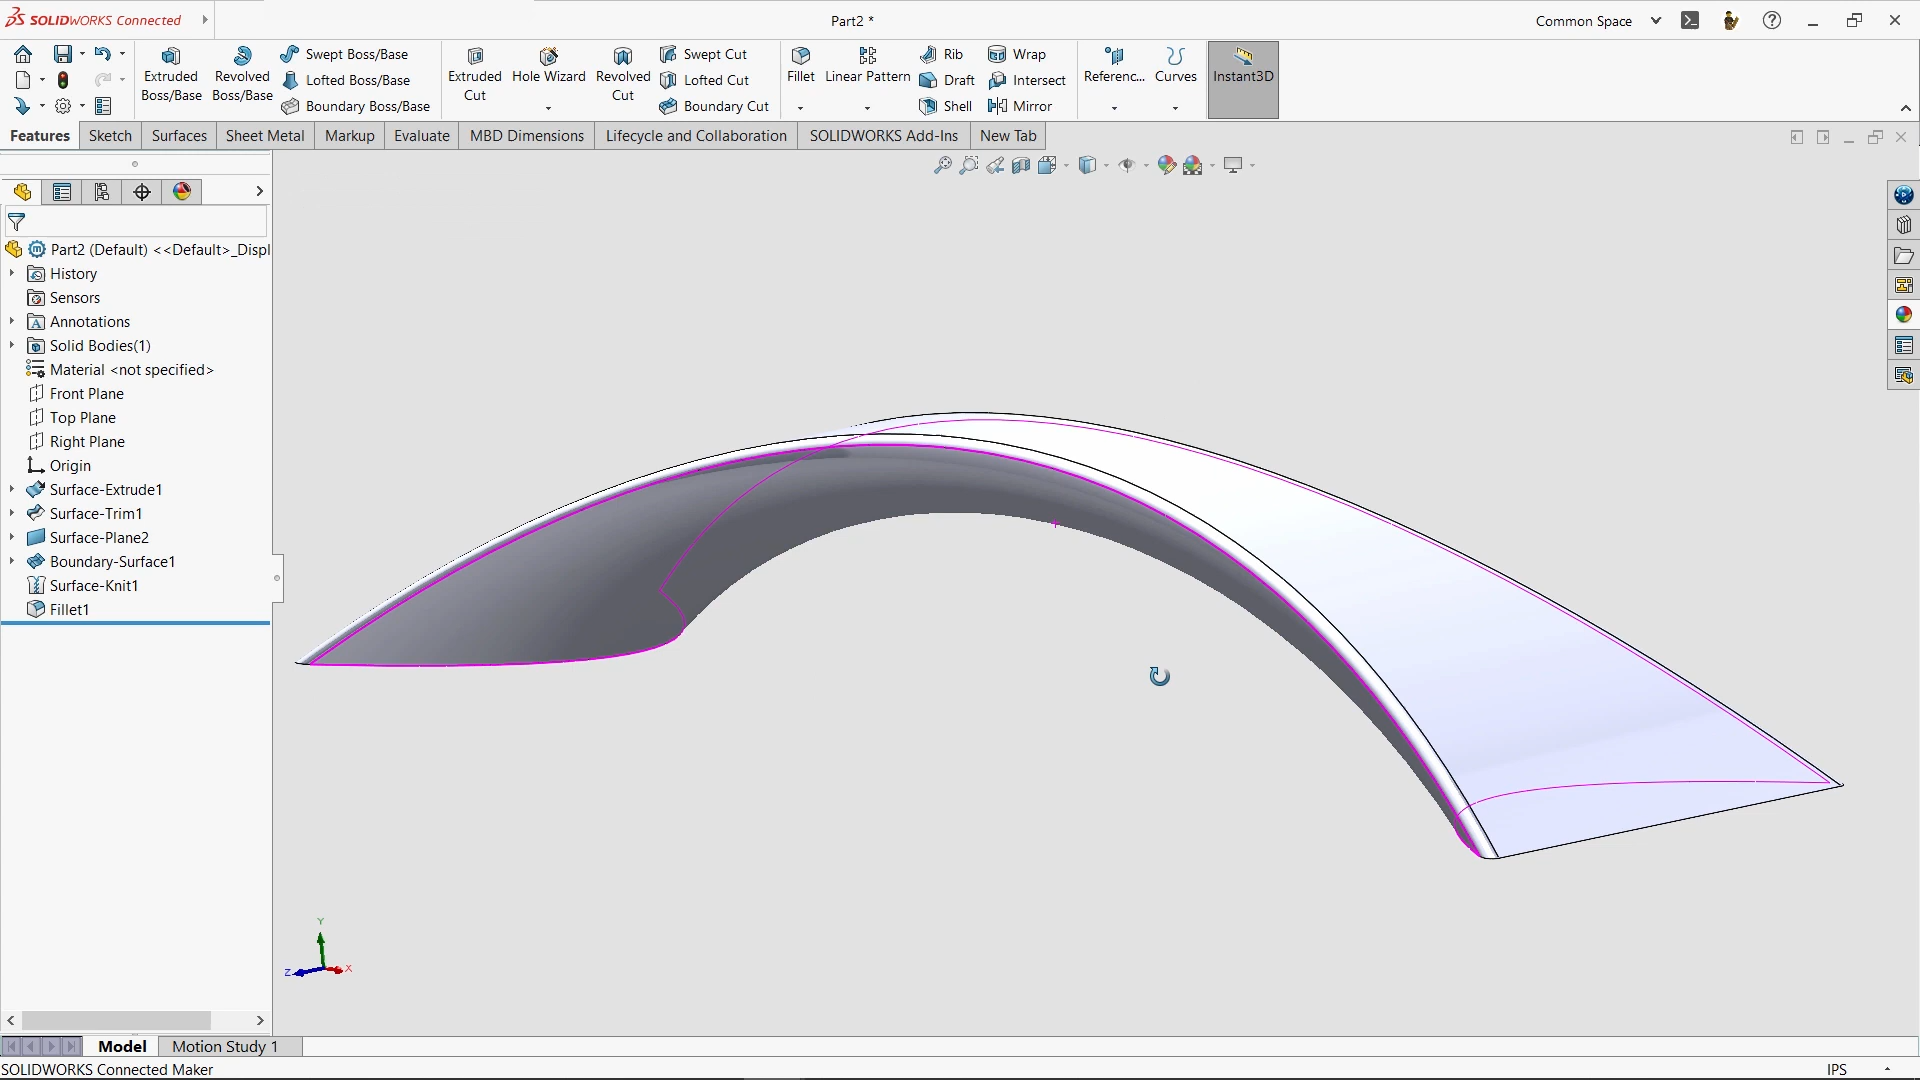 SOLIDWORKS Connected
Part2 *
Common Space
Extruded Boss/Base
Revolved Boss/Base
Swept Boss/Base
Lofted Boss/Base
Boundary Boss/Base
Extruded Cut
Hole Wizard
Revolved Cut
Swept Cut
Lofted Cut
Boundary Cut
Fillet
Linear Pattern
Rib
Draft
Shell
Wrap
Intersect
Mirror
Referenc...
Curves
Instant3D
Features
Sketch
Surfaces
Sheet Metal
Markup
Evaluate
MBD Dimensions
Lifecycle and Collaboration
SOLIDWORKS Add-Ins
New Tab
Part2 (Default) <<Default>_Displ
History
Sensors
Annotations
Solid Bodies(1)
Material <not specified>
Front Plane
Top Plane
Right Plane
Origin
Surface-Extrude1
Surface-Trim1
Surface-Plane2
Boundary-Surface1
Surface-Knit1
Fillet1
Y
Z
X
Model
Motion Study 1
SOLIDWORKS Connected Maker
IPS